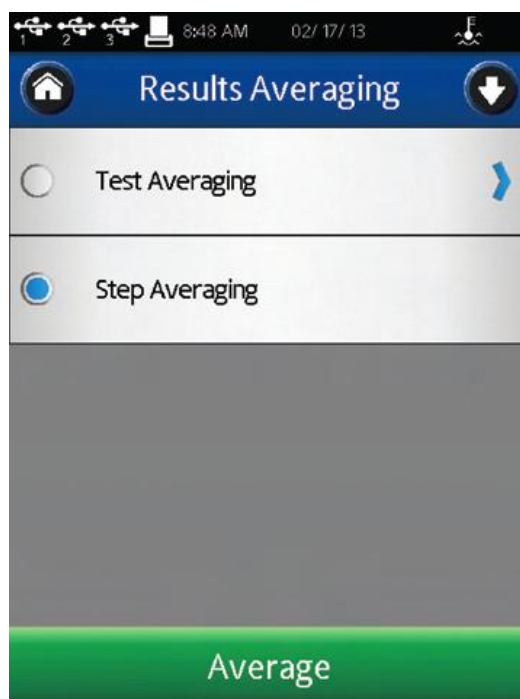 8:48 AM 02/17/13
1 2 3
Results Averaging
Test Averaging
Step Averaging
Average